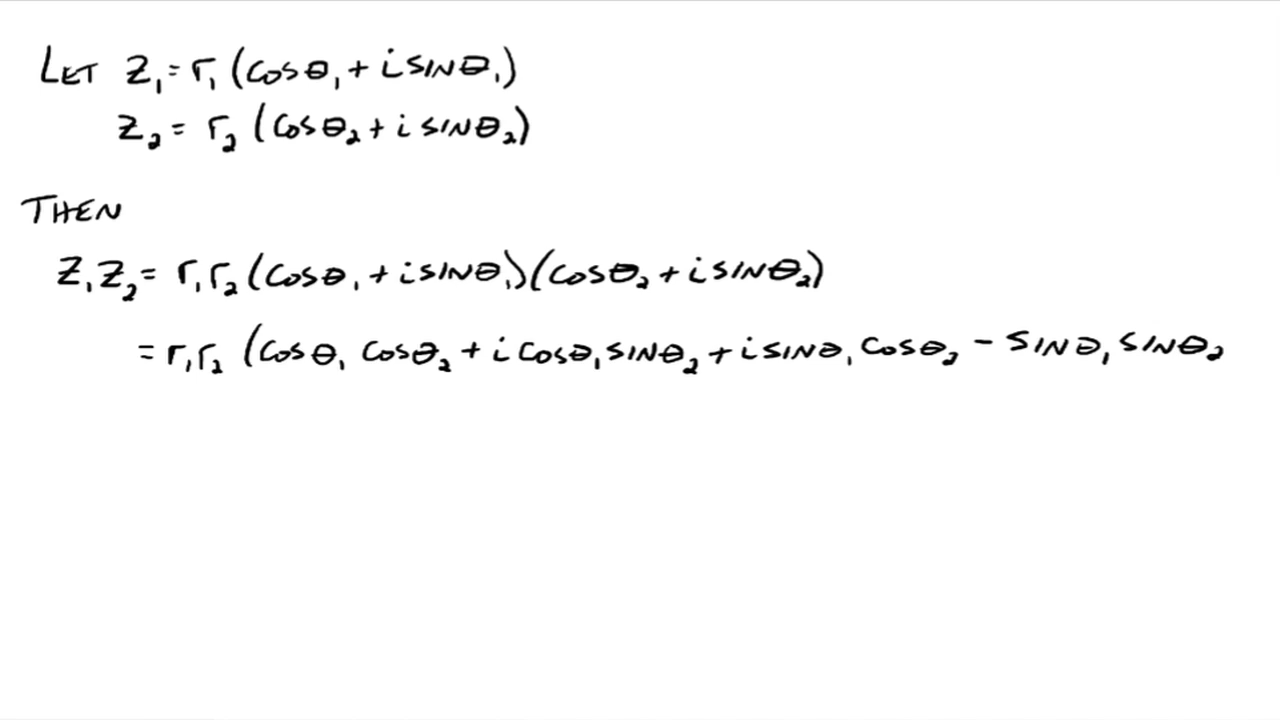 LET z₁ = r₁ (cosθ₁ + i sinθ₁)
z₂ = r₂ (cosθ₂ + i sinθ₂)
THEN
z₁z₂ = r₁r₂ (cosθ₁ + i sinθ₁)(cosθ₂ + i sinθ₂)
= r₁r₂ (cosθ₁ cosθ₂ + i cosθ₁ sinθ₂ + i sinθ₁ cosθ₂ - sinθ₁ sinθ₂